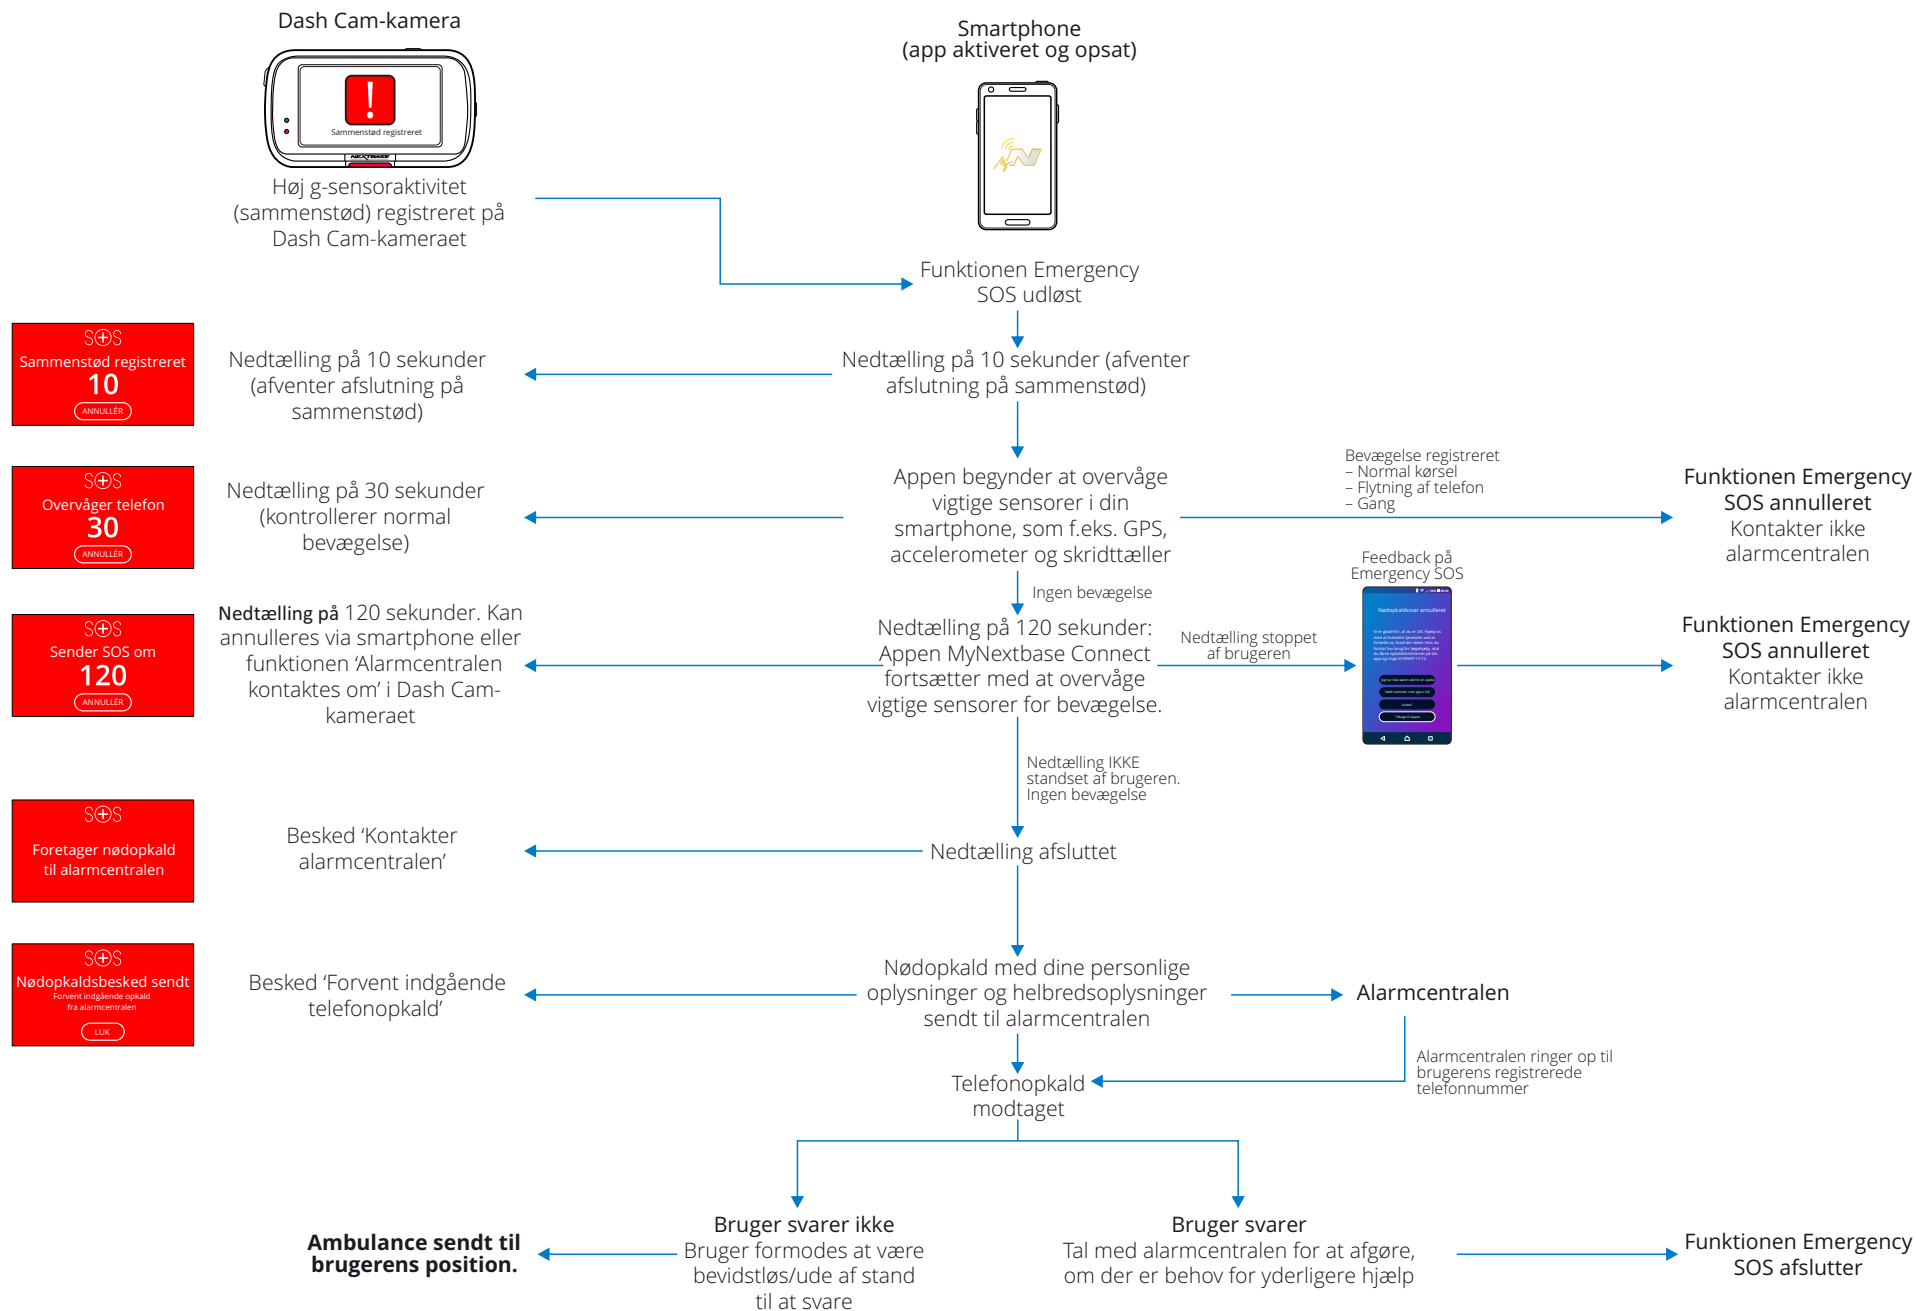 Dash Cam-kamera
Smartphone
(app aktiveret og opsat)
Sammenstød registreret
NEXTBASE
Høj g-sensoraktivitet
(sammenstød) registreret på
Dash Cam-kameraet
Funktionen Emergency
SOS udløst
SOS
Sammenstød registreret
10
ANNULLÉR
Nedtælling på 10 sekunder
(afventer afslutning på
sammenstød)
Nedtælling på 10 sekunder (afventer
afslutning på sammenstød)
SOS
Overvåger telefon
30
ANNULLÉR
Nedtælling på 30 sekunder
(kontrollerer normal
bevægelse)
Appen begynder at overvåge
vigtige sensorer i din
smartphone, som f.eks. GPS,
accelerometer og skridttæller
Bevægelse registreret
– Normal kørsel
– Flytning af telefon
– Gang
Funktionen Emergency
SOS annulleret
Kontakter ikke
alarmcentralen
Ingen bevægelse
SOS
Sender SOS om
120
ANNULLÉR
Nedtælling på 120 sekunder. Kan
annulleres via smartphone eller
funktionen ‘Alarmcentralen
kontaktes om’ i Dash Cam-
kameraet
Nedtælling på 120 sekunder:
Appen MyNextbase Connect
fortsætter med at overvåge
vigtige sensorer for bevægelse.
Nedtælling stoppet
af brugeren
Feedback på
Emergency SOS
Nødopkaldsvar annulleret
Tilbage til appen
Funktionen Emergency
SOS annulleret
Kontakter ikke
alarmcentralen
Nedtælling IKKE
standset af brugeren.
Ingen bevægelse
SOS
Foretager nødopkald
til alarmcentralen
Besked ‘Kontakter
alarmcentralen’
Nedtælling afsluttet
SOS
Nødopkaldsbesked sendt
Forvent indgående opkald
fra alarmcentralen
LUK
Besked ‘Forvent indgående
telefonopkald’
Nødopkald med dine personlige
oplysninger og helbredsoplysninger
sendt til alarmcentralen
Alarmcentralen
Alarmcentralen ringer op til
brugerens registrerede
telefonnummer
Telefonopkald
modtaget
Ambulance sendt til
brugerens position.
Bruger svarer ikke
Bruger formodes at være
bevidstløs/ude af stand
til at svare
Bruger svarer
Tal med alarmcentralen for at afgøre,
om der er behov for yderligere hjælp
Funktionen Emergency
SOS afslutter